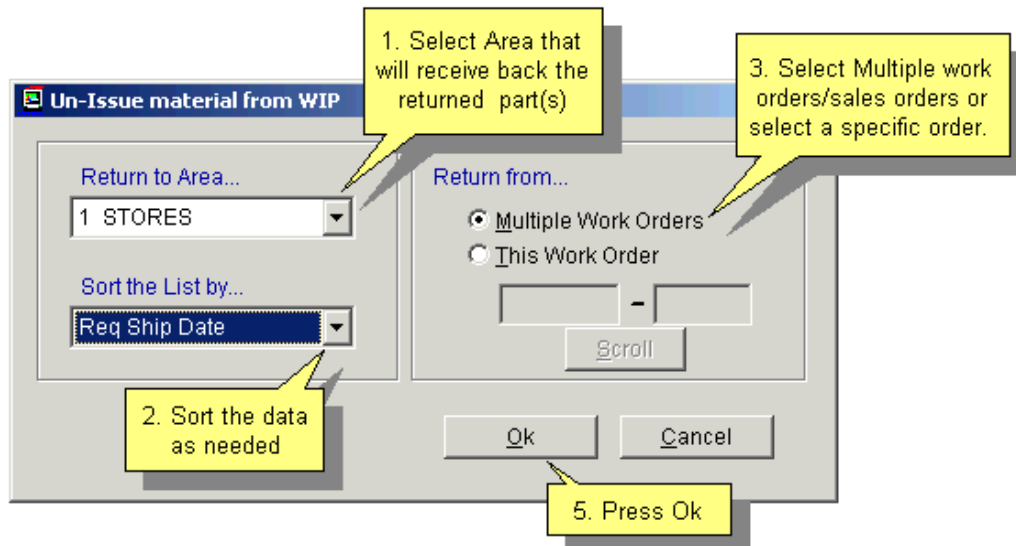 1. Select Area that
will receive back the
returned part(s)
3. Select Multiple work
orders/sales orders or
select a specific order.
Un-Issue material from WIP
Return to Area...
1 STORES
Sort the List by...
Req Ship Date
Return from...
Multiple Work Orders
This Work Order
-
Scroll
2. Sort the data
as needed
Ok
Cancel
5. Press Ok